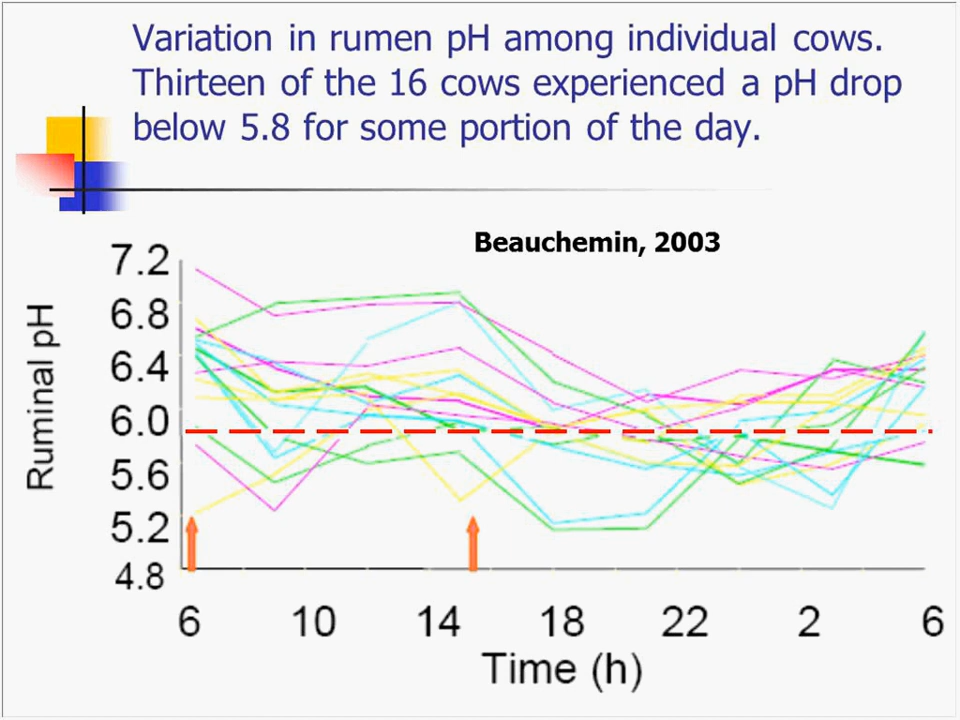 Variation in rumen pH among individual cows.
Thirteen of the 16 cows experienced a pH drop
below 5.8 for some portion of the day.
Beauchemin, 2003
Ruminal pH
7.2
6.8
6.4
6.0
5.6
5.2
4.8
6 10 14 18 22 2 6
Time (h)